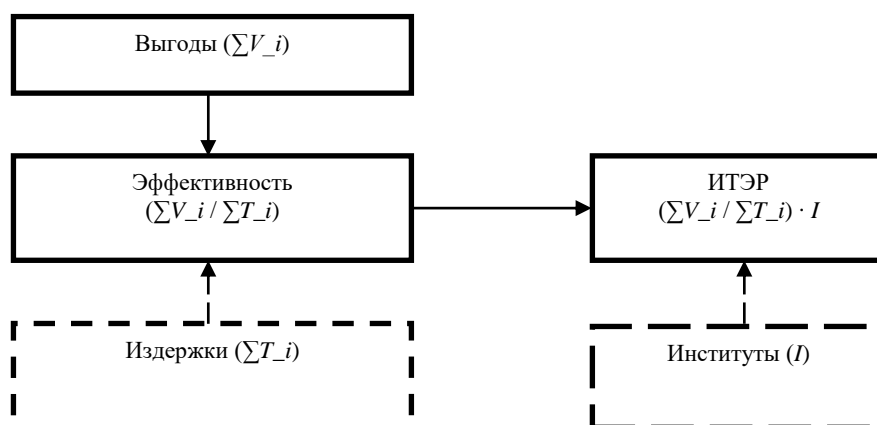 Выгоды (∑V_i)
Эффективность
(∑V_i / ∑T_i)
ИТЭР
(∑V_i / ∑T_i) · I
Издержки (∑T_i)
Институты (I)